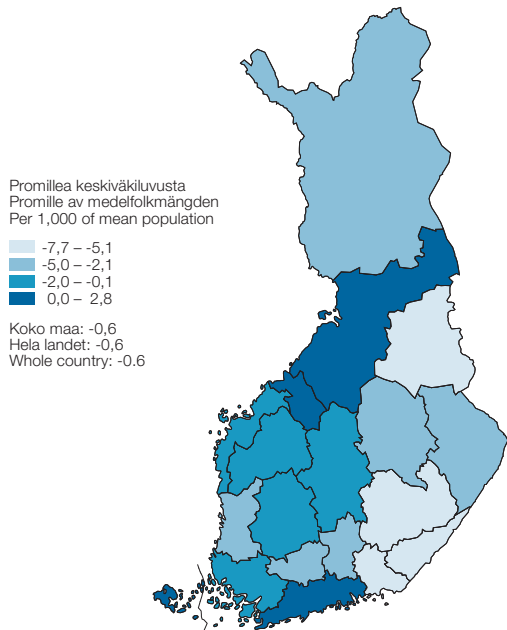 Promillea keskiväkiluvusta
Promille av medelfolkmängden
Per 1,000 of mean population
-7,7 – -5,1
-5,0 – -2,1
-2,0 – -0,1
0,0 – 2,8
Koko maa: -0,6
Hela landet: -0,6
Whole country: -0.6